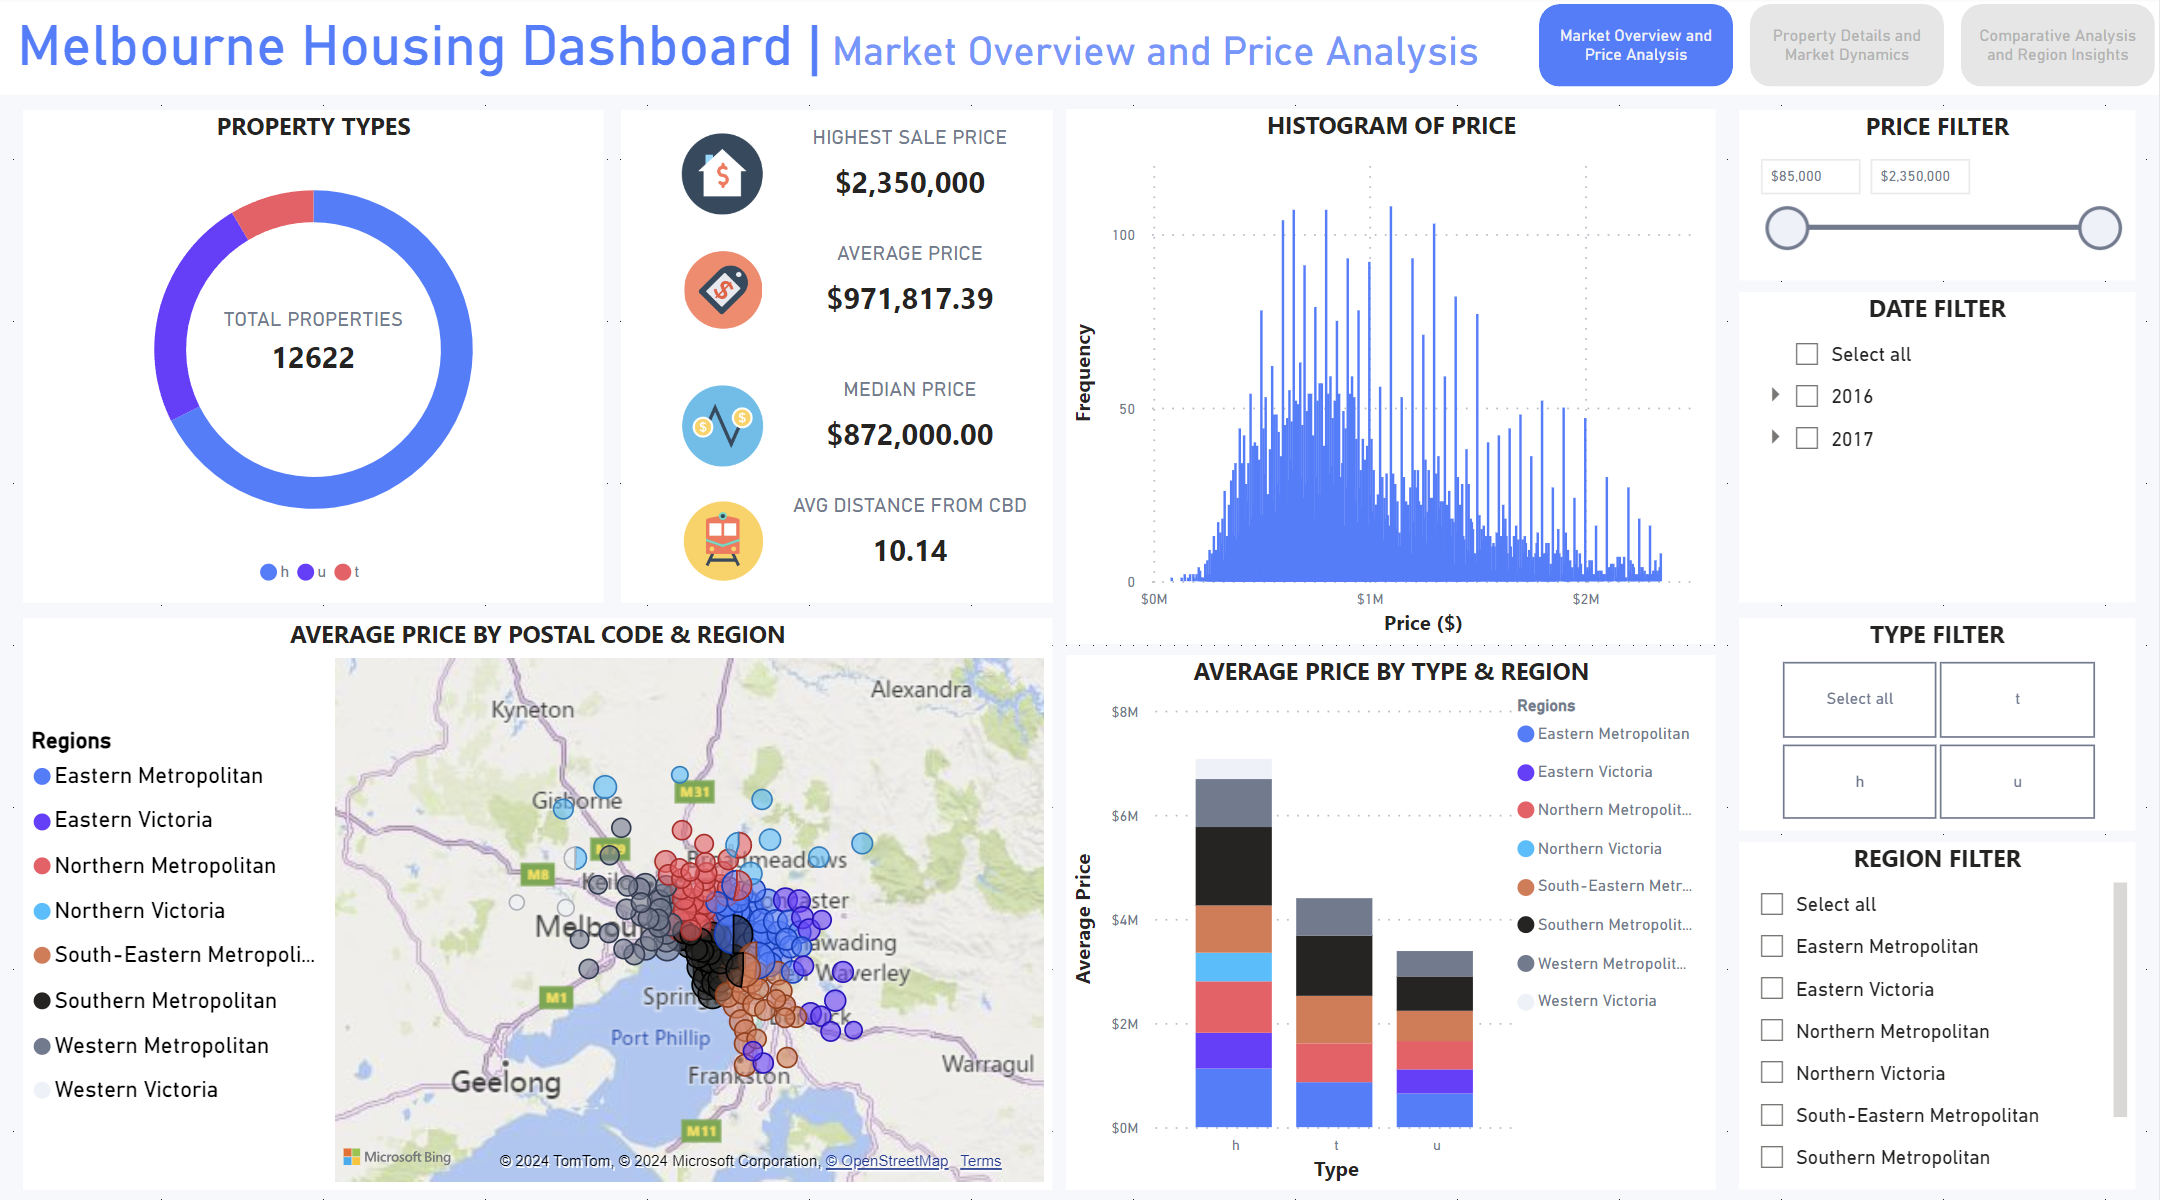 Melbourne Housing Dashboard | Market Overview and Price Analysis
Market Overview and
Price Analysis
Property Details and
Market Dynamics
Comparative Analysis
and Region Insights
PROPERTY TYPES
TOTAL PROPERTIES
12622
h u t
HIGHEST SALE PRICE
$2,350,000
AVERAGE PRICE
$971,817.39
MEDIAN PRICE
$872,000.00
AVG DISTANCE FROM CBD
10.14
HISTOGRAM OF PRICE
Frequency
100
50
0
$0M $1M $2M
Price ($)
PRICE FILTER
$85,000 $2,350,000
DATE FILTER
Select all
2016
2017
AVERAGE PRICE BY POSTAL CODE & REGION
Regions
Eastern Metropolitan
Eastern Victoria
Northern Metropolitan
Northern Victoria
South-Eastern Metropoli...
Southern Metropolitan
Western Metropolitan
Western Victoria
Alexandra
Kyneton
M31
Gisborne
M8
Geelong
M1
Port Phillip
Frankston
Warragul
M11
Microsoft Bing
© 2024 TomTom, © 2024 Microsoft Corporation, © OpenStreetMap Terms
AVERAGE PRICE BY TYPE & REGION
Average Price
$8M
$6M
$4M
$2M
$0M
h t u
Type
Regions
Eastern Metropolitan
Eastern Victoria
Northern Metropolit...
Northern Victoria
South-Eastern Metr...
Southern Metropolit...
Western Metropolit...
Western Victoria
TYPE FILTER
Select all t
h u
REGION FILTER
Select all
Eastern Metropolitan
Eastern Victoria
Northern Metropolitan
Northern Victoria
South-Eastern Metropolitan
Southern Metropolitan